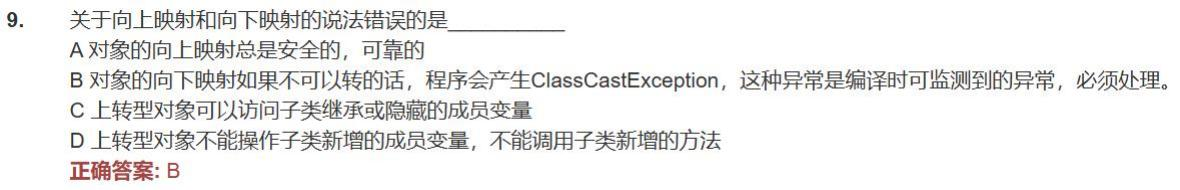 9. 关于向上映射和向下映射的说法错误的是__________
A 对象的向上映射总是安全的，可靠的
B 对象的向下映射如果不可以转的话，程序会产生ClassCastException，这种异常是编译时可监测到的异常，必须处理。
C 上转型对象可以访问子类继承或隐藏的成员变量
D 上转型对象不能操作子类新增的成员变量，不能调用子类新增的方法
正确答案: B